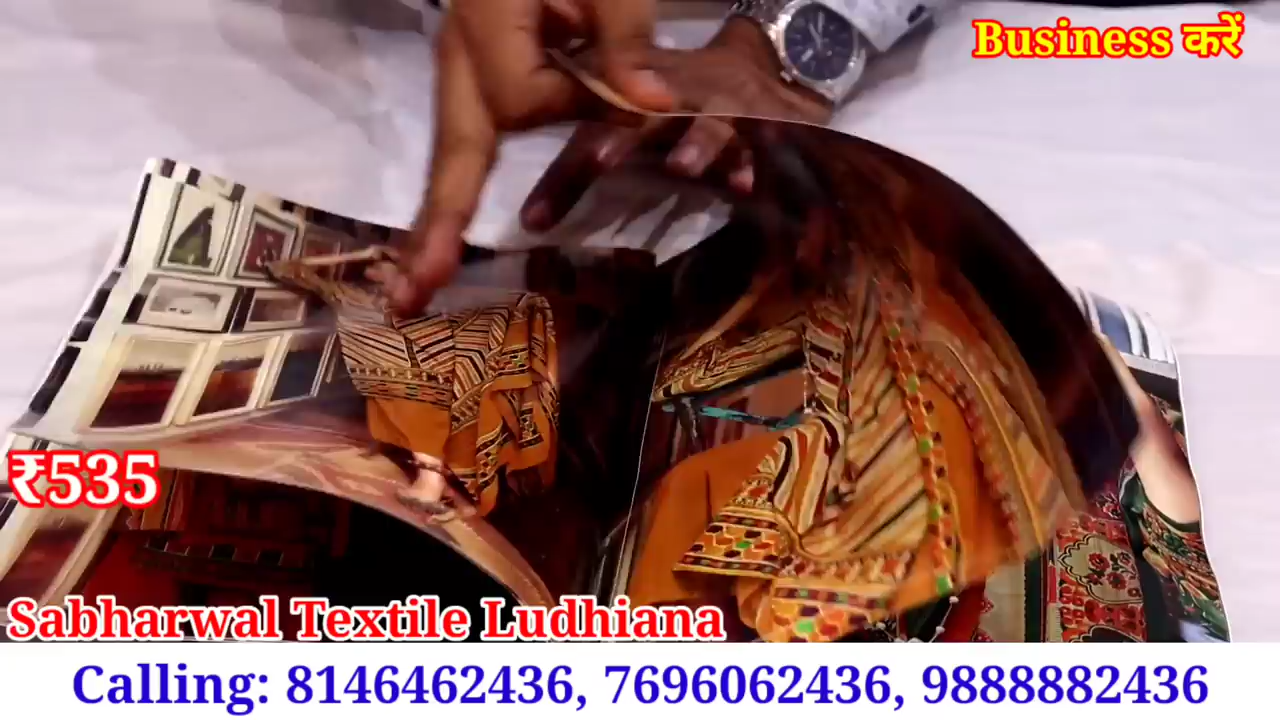 Business करें
₹535
Sabharwal Textile Ludhiana
Calling: 8146462436, 7696062436, 9888882436